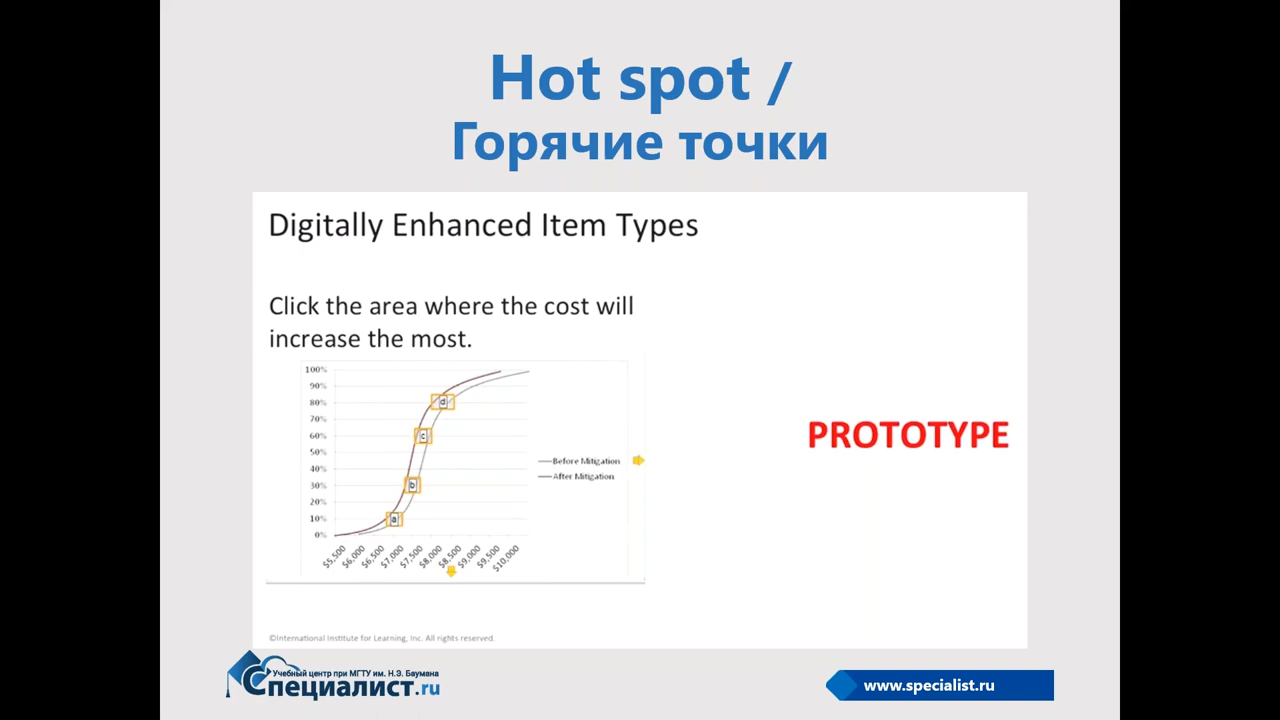 Hot spot /
Горячие точки
Digitally Enhanced Item Types
Click the area where the cost will
increase the most.
100%
90%
80%
70%
60%
50%
40%
30%
20%
10%
0%
d
c
b
a
$5,500
$6,000
$6,500
$7,000
$7,500
$8,000
$8,500
$9,000
$9,500
$10,000
Before Mitigation
After Mitigation
PROTOTYPE
©International Institute for Learning, Inc. All rights reserved.
Учебный центр при МГТУ им. Н.Э. Баумана
Специалист.ru
www.specialist.ru